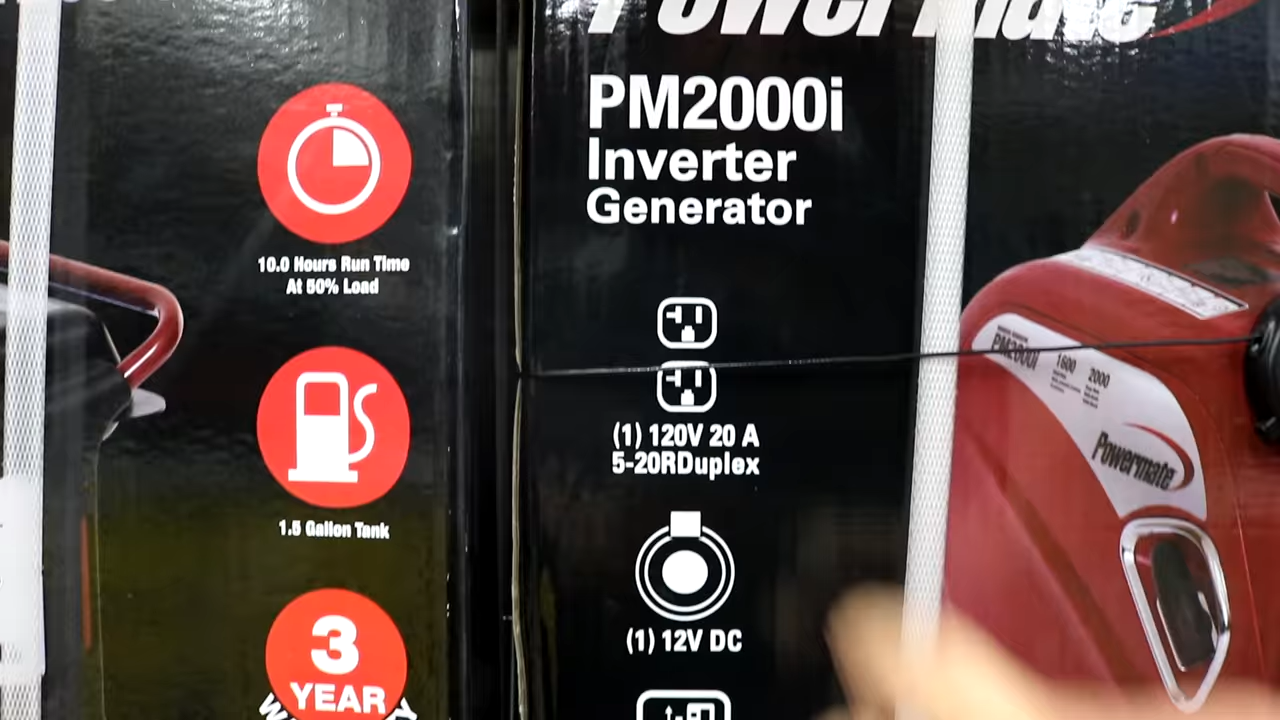 Powermate
PM2000i
Inverter
Generator
10.0 Hours Run Time
At 50% Load
(1) 120V 20 A
5-20RDuplex
1.5 Gallon Tank
(1) 12V DC
3
YEAR
PM2000i
1600
2000
Powermate